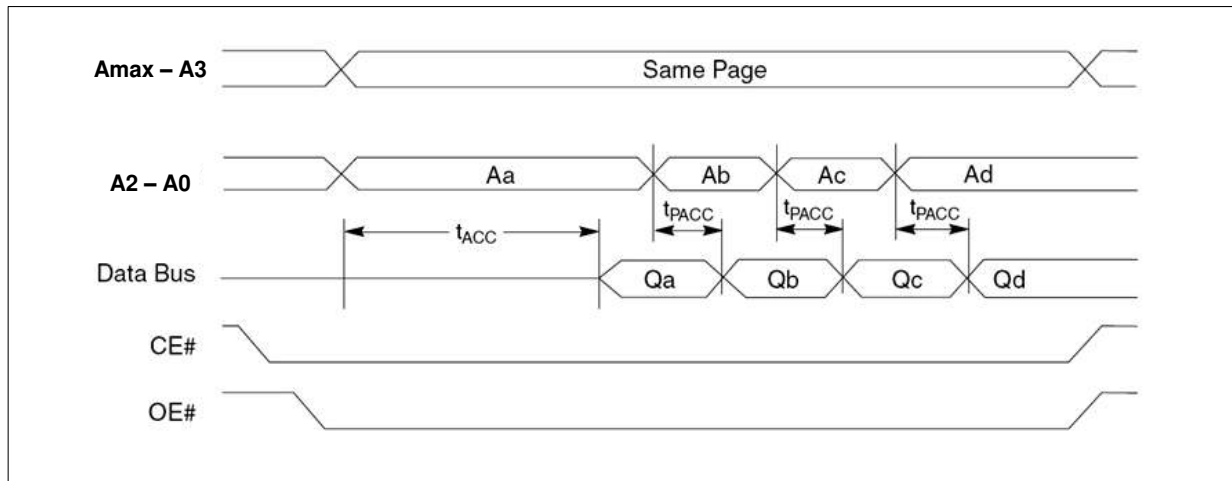 Amax – A3
Same Page
A2 – A0
Aa
Ab
Ac
Ad
tACC
tPACC
tPACC
tPACC
Data Bus
Qa
Qb
Qc
Qd
CE#
OE#